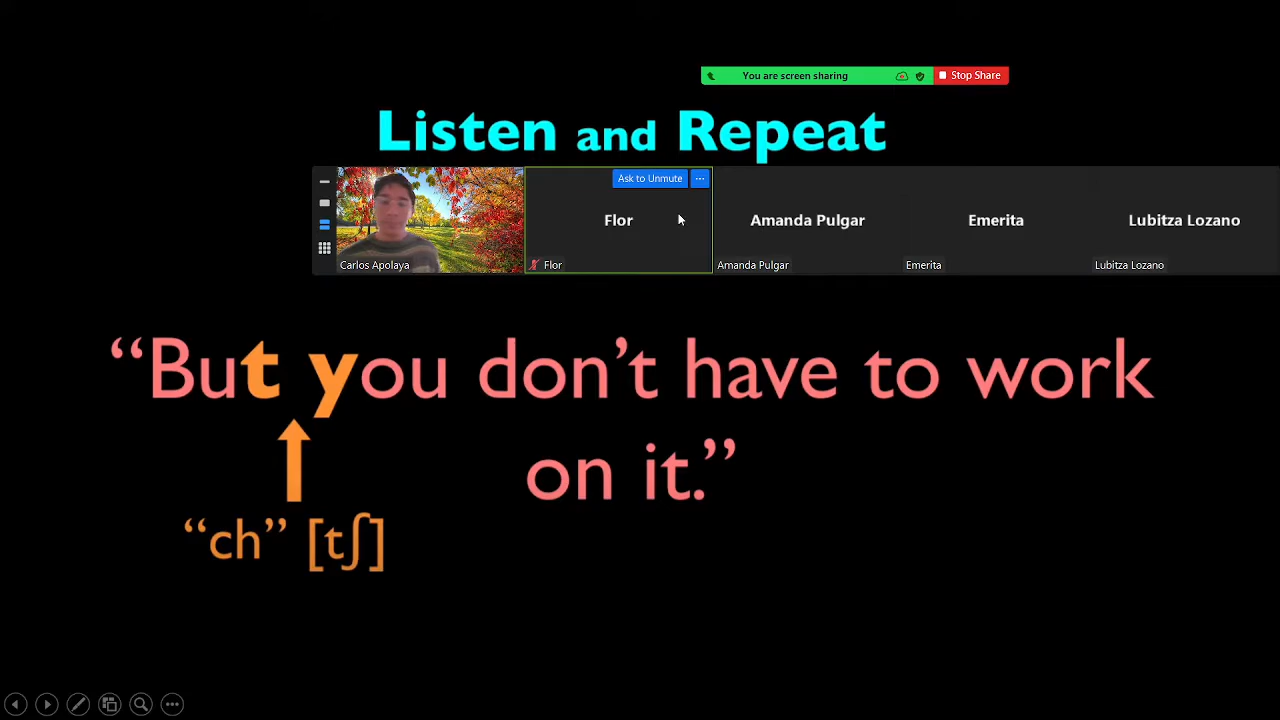 You are screen sharing Stop Share
Listen and Repeat
Ask to Unmute ...
Flor Amanda Pulgar Emerita Lubitza Lozano
Carlos Apolaya Flor Amanda Pulgar Emerita Lubitza Lozano
“But you don’t have to work
on it.”
“ch” [tʃ]